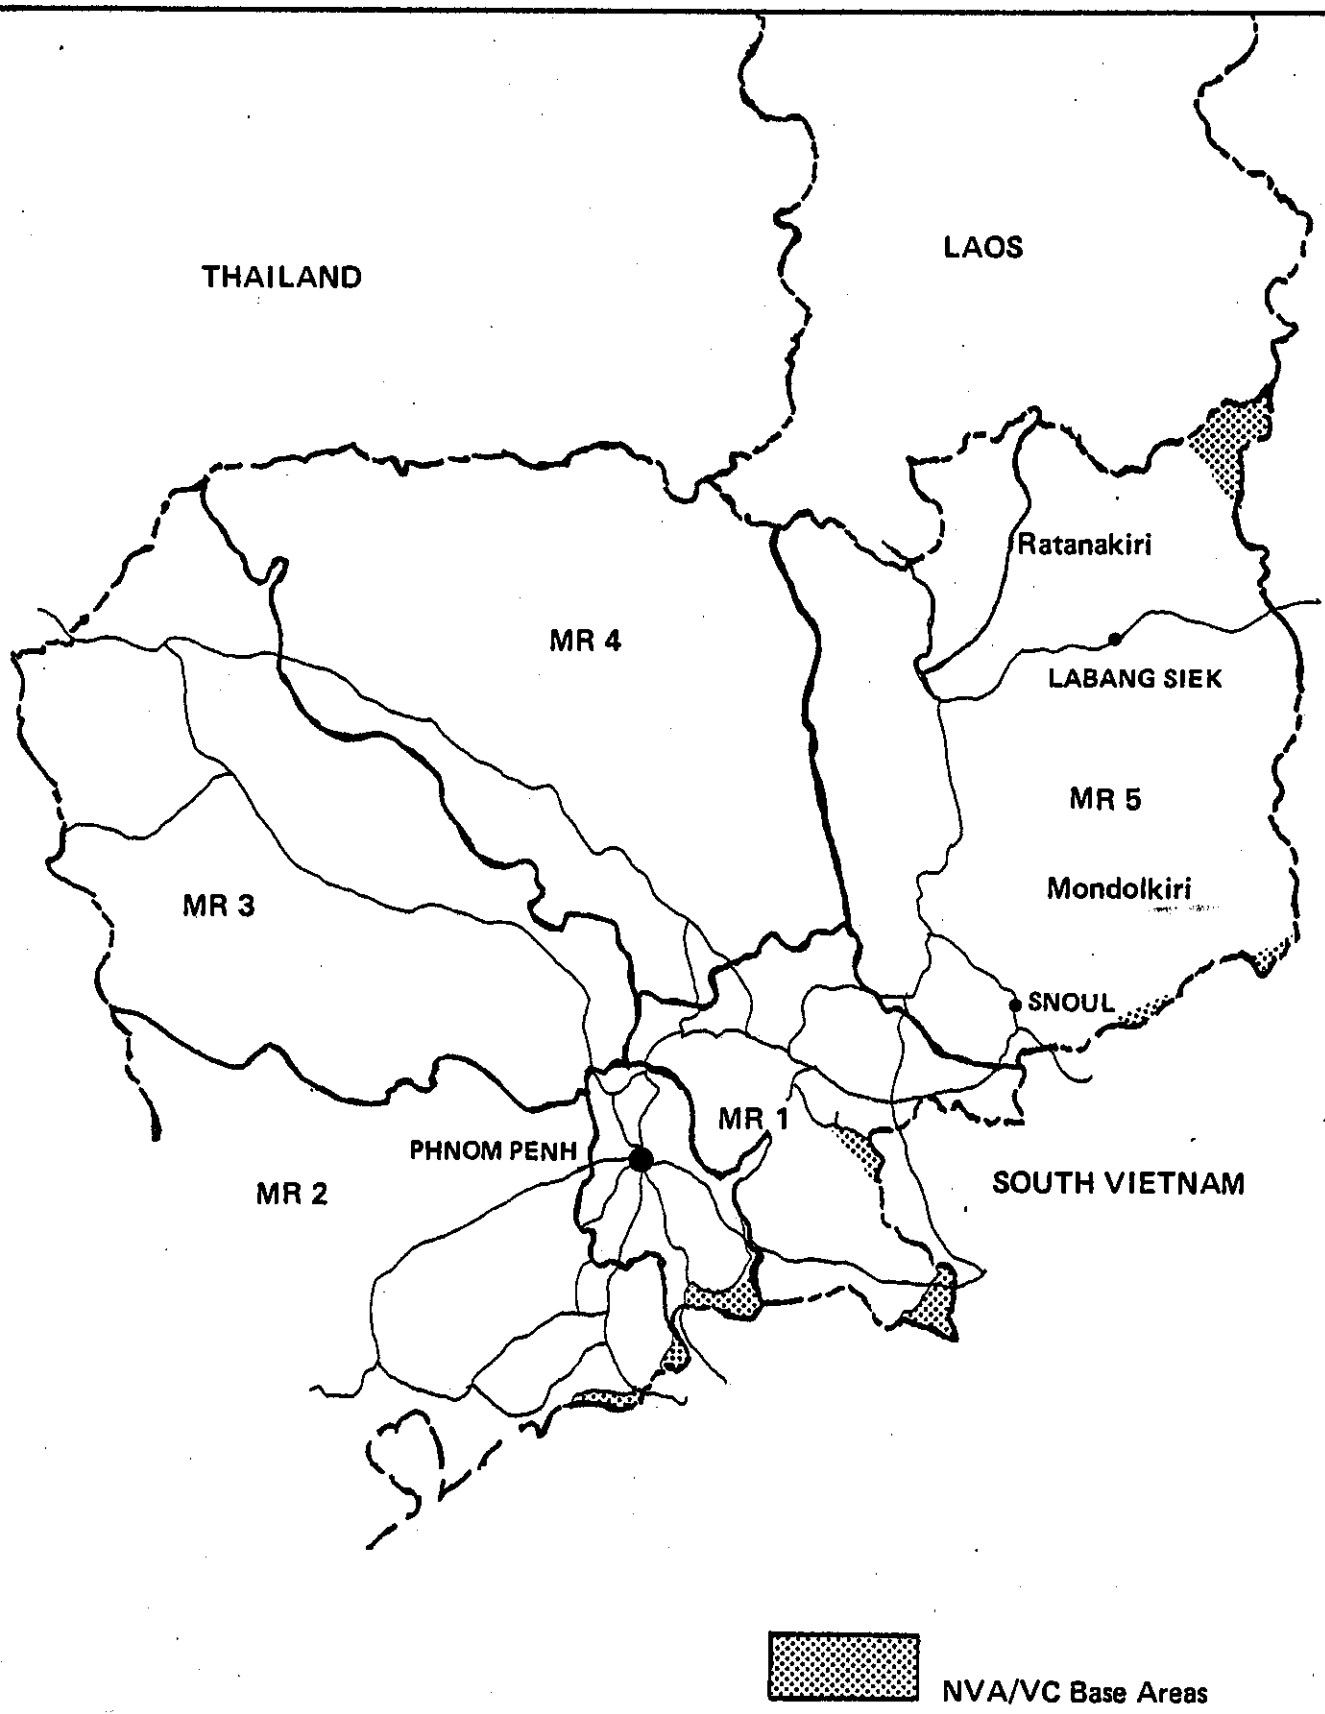 LAOS
THAILAND
Ratanakiri
MR 4
LABANG SIEK
MR 5
Mondolkiri
MR 3
SNOUL
MR 1
PHNOM PENH
SOUTH VIETNAM
MR 2
NVA/VC Base Areas